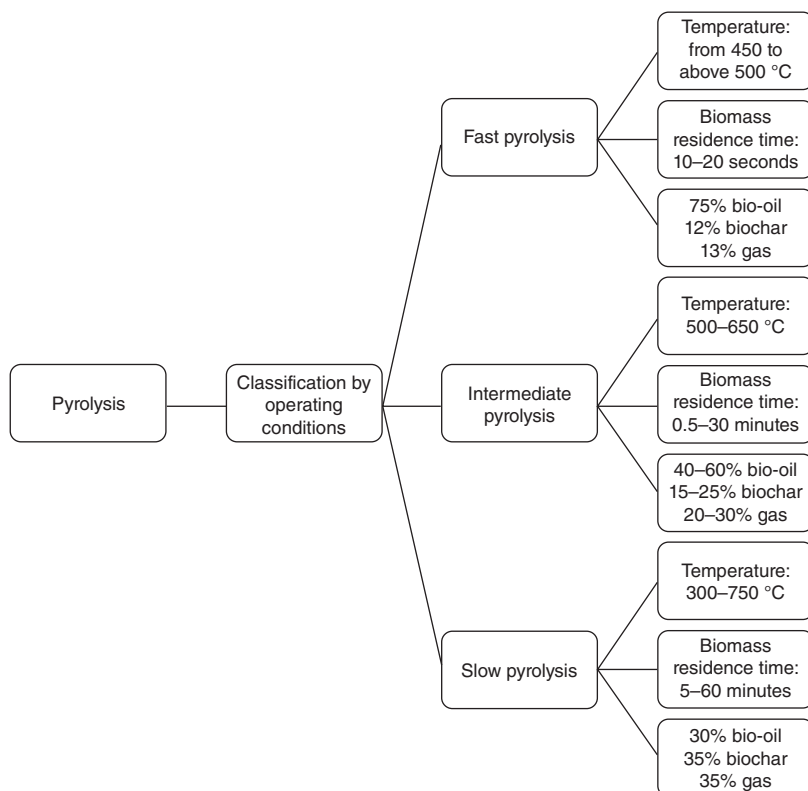 Pyrolysis
Classification by
operating
conditions
Fast pyrolysis
Temperature:
from 450 to
above 500 °C
Biomass
residence time:
10–20 seconds
75% bio-oil
12% biochar
13% gas
Intermediate
pyrolysis
Temperature:
500–650 °C
Biomass
residence time:
0.5–30 minutes
40–60% bio-oil
15–25% biochar
20–30% gas
Slow pyrolysis
Temperature:
300–750 °C
Biomass
residence time:
5–60 minutes
30% bio-oil
35% biochar
35% gas